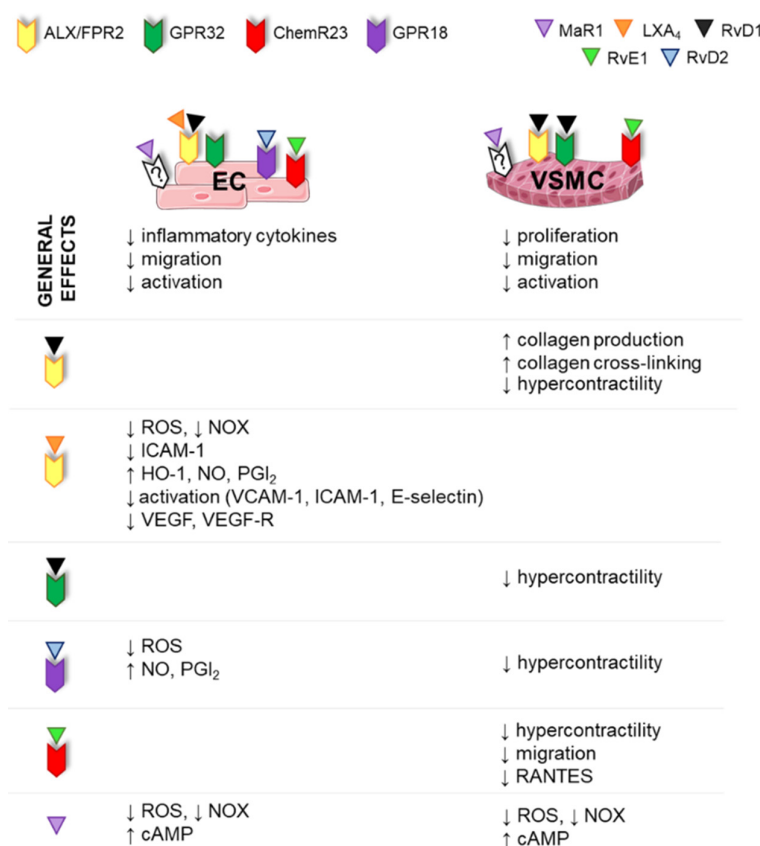 ALX/FPR2 GPR32 ChemR23 GPR18
MaR1 LXA₄ RvD1
RvE1 RvD2
? EC
? VSMC
GENERAL
EFFECTS
↓ inflammatory cytokines
↓ migration
↓ activation
↓ proliferation
↓ migration
↓ activation
↑ collagen production
↑ collagen cross-linking
↓ hypercontractility
↓ ROS, ↓ NOX
↓ ICAM-1
↑ HO-1, NO, PGI₂
↓ activation (VCAM-1, ICAM-1, E-selectin)
↓ VEGF, VEGF-R
↓ hypercontractility
↓ ROS
↑ NO, PGI₂
↓ hypercontractility
↓ hypercontractility
↓ migration
↓ RANTES
↓ ROS, ↓ NOX
↑ cAMP
↓ ROS, ↓ NOX
↑ cAMP